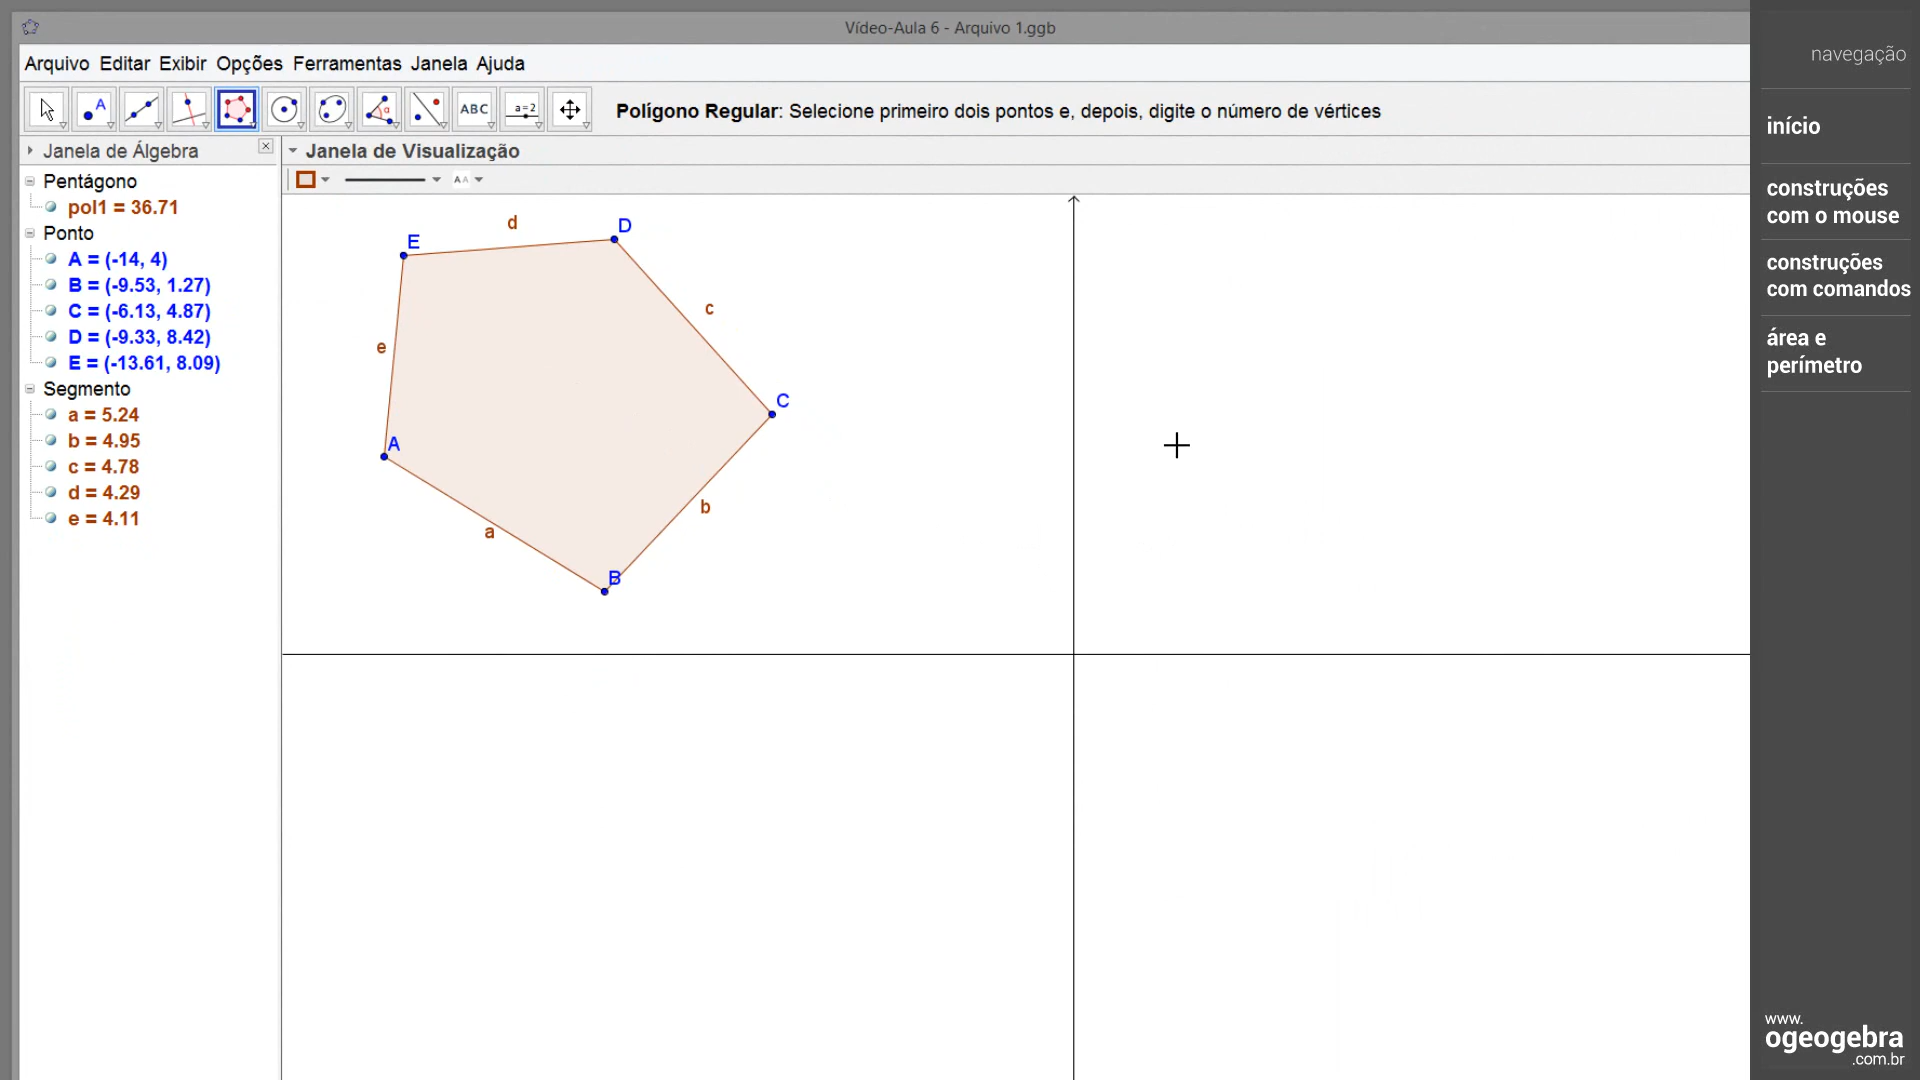 Vídeo-Aula 6 - Arquivo 1.ggb
Arquivo Editar Exibir Opções Ferramentas Janela Ajuda
A
α
ABC
a=2
Polígono Regular: Selecione primeiro dois pontos e, depois, digite o número de vértices
Janela de Álgebra
Janela de Visualização
AA
Pentágono
pol1 = 36.71
Ponto
A = (-14, 4)
B = (-9.53, 1.27)
C = (-6.13, 4.87)
D = (-9.33, 8.42)
E = (-13.61, 8.09)
Segmento
a = 5.24
b = 4.95
c = 4.78
d = 4.29
e = 4.11
d
D
E
c
e
C
A
b
a
B
navegação
início
construções
com o mouse
construções
com comandos
área e
perímetro
www.
ogeogebra
.com.br